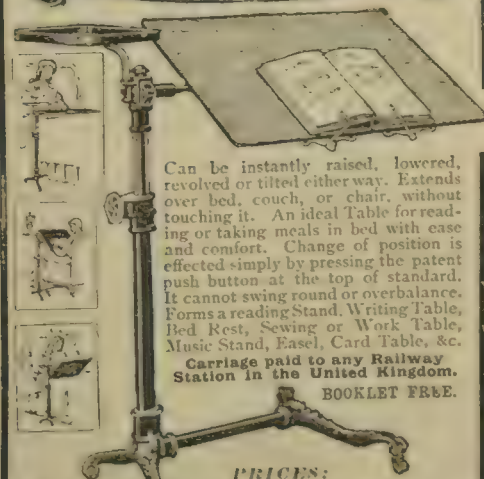 Can be instantly raised, lowered,
revolved or tilted either way. Extends
over bed, couch, or chair, without
touching it. An ideal Table for read-
ing or taking meals in bed with ease
and comfort. Change of position is
effected simply by pressing the patent
push button at the top of standard.
It cannot swing round or overbalance.
Forms a reading Stand, Writing Table,
Bed Rest, Sewing or Work Table,
Music Stand, Easel, Card Table, &c.
Carriage paid to any Railway
Station in the United Kingdom.
BOOKLET FREE.
PRICES: